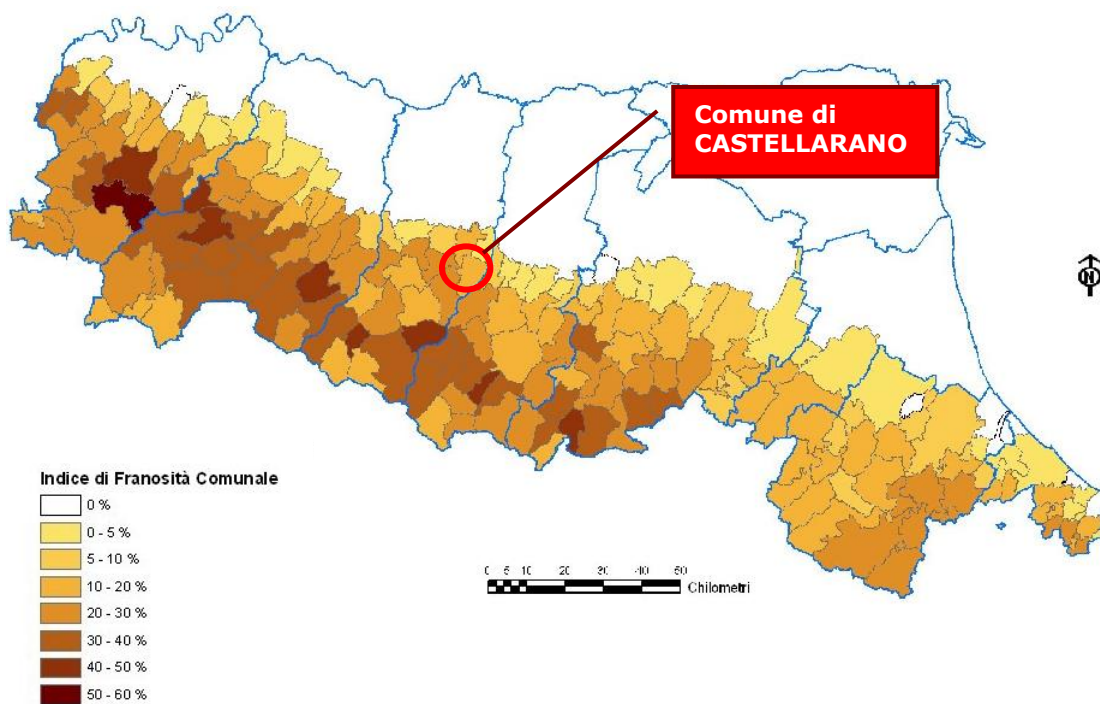 Comune di
CASTELLARANO
N
Indice di Franosità Comunale
0 %
0 - 5 %
5 - 10 %
10 - 20 %
20 - 30 %
30 - 40 %
40 - 50 %
50 - 60 %
0 5 10 20 30 40 50
Chilometri